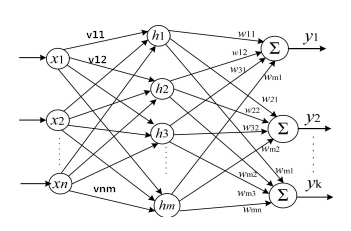 v11
h1
w11
y1
x1
v12
w12
Σ
w31
wm1
h2
w21
w22
x2
h3
w32
Σ
y2
wm2
wm2
wm1
xn
vnm
wm3
Σ
yk
hm
wmn